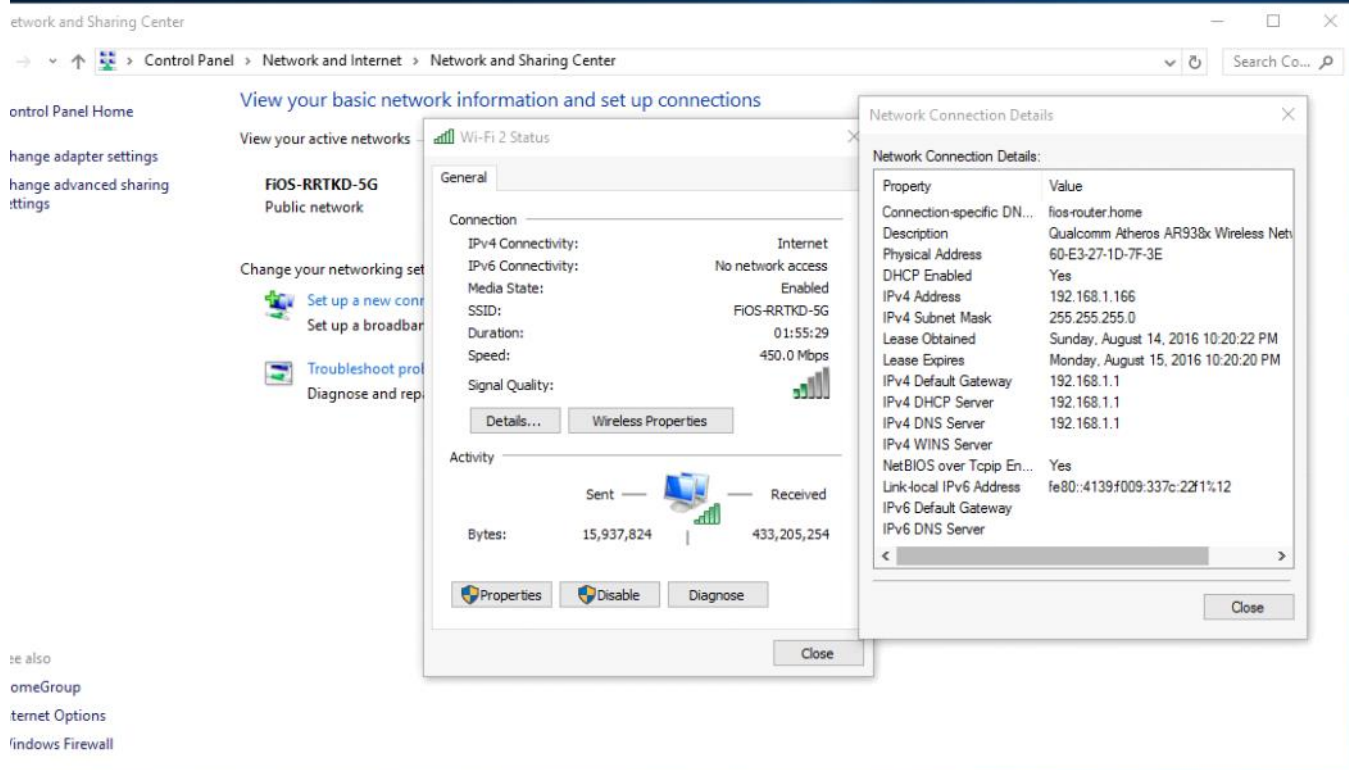 etwork and Sharing Center
Control Panel > Network and Internet > Network and Sharing Center
Search Co...
ontrol Panel Home
hange adapter settings
hange advanced sharing
ettings
View your basic network information and set up connections
View your active networks
FiOS-RRTKD-5G
Public network
Change your networking set
Set up a new conr
Set up a broadbar
Troubleshoot prol
Diagnose and repa
ee also
omeGroup
ternet Options
Vindows Firewall
Wi-Fi 2 Status
General
Connection
IPv4 Connectivity: Internet
IPv6 Connectivity: No network access
Media State: Enabled
SSID: FiOS-RRTKD-5G
Duration: 01:55:29
Speed: 450.0 Mbps
Signal Quality:
Details... Wireless Properties
Activity
Sent Received
Bytes: 15,937,824 433,205,254
Properties Disable Diagnose
Close
Network Connection Details
Network Connection Details:
Property Value
Connection-specific DN... fios-router.home
Description Qualcomm Atheros AR938x Wireless Netv
Physical Address 60-E3-27-1D-7F-3E
DHCP Enabled Yes
IPv4 Address 192.168.1.166
IPv4 Subnet Mask 255.255.255.0
Lease Obtained Sunday, August 14, 2016 10:20:22 PM
Lease Expires Monday, August 15, 2016 10:20:20 PM
IPv4 Default Gateway 192.168.1.1
IPv4 DHCP Server 192.168.1.1
IPv4 DNS Server 192.168.1.1
IPv4 WINS Server
NetBIOS over Tcpip En... Yes
Link-local IPv6 Address fe80::4139:f009:337c:22f1%12
IPv6 Default Gateway
IPv6 DNS Server
Close